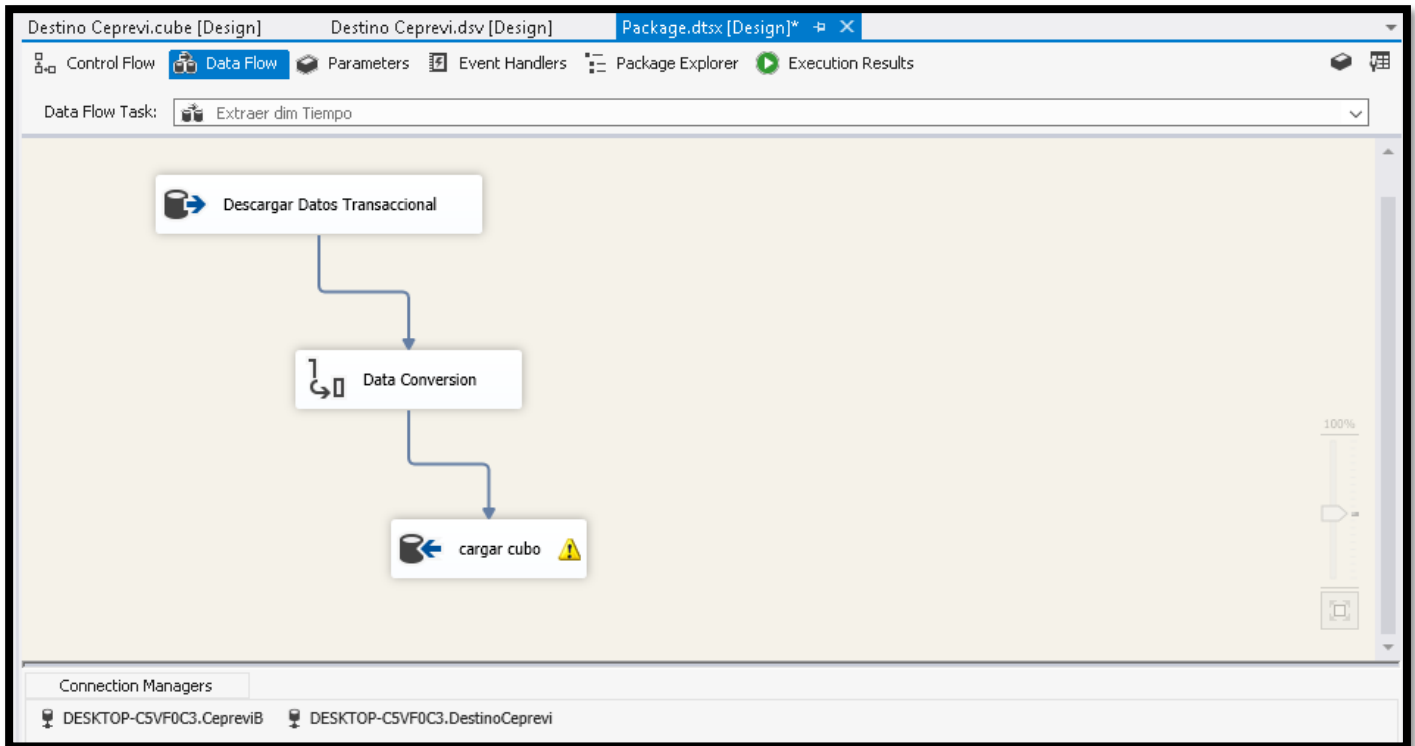 Destino Ceprevi.cube [Design] Destino Ceprevi.dsv [Design] Package.dtsx [Design]*
Control Flow Data Flow Parameters Event Handlers Package Explorer Execution Results
Data Flow Task: Extraer dim Tiempo
Descargar Datos Transaccional
Data Conversion
100%
cargar cubo
Connection Managers
DESKTOP-C5VF0C3.CepreviB DESKTOP-C5VF0C3.DestinoCeprevi